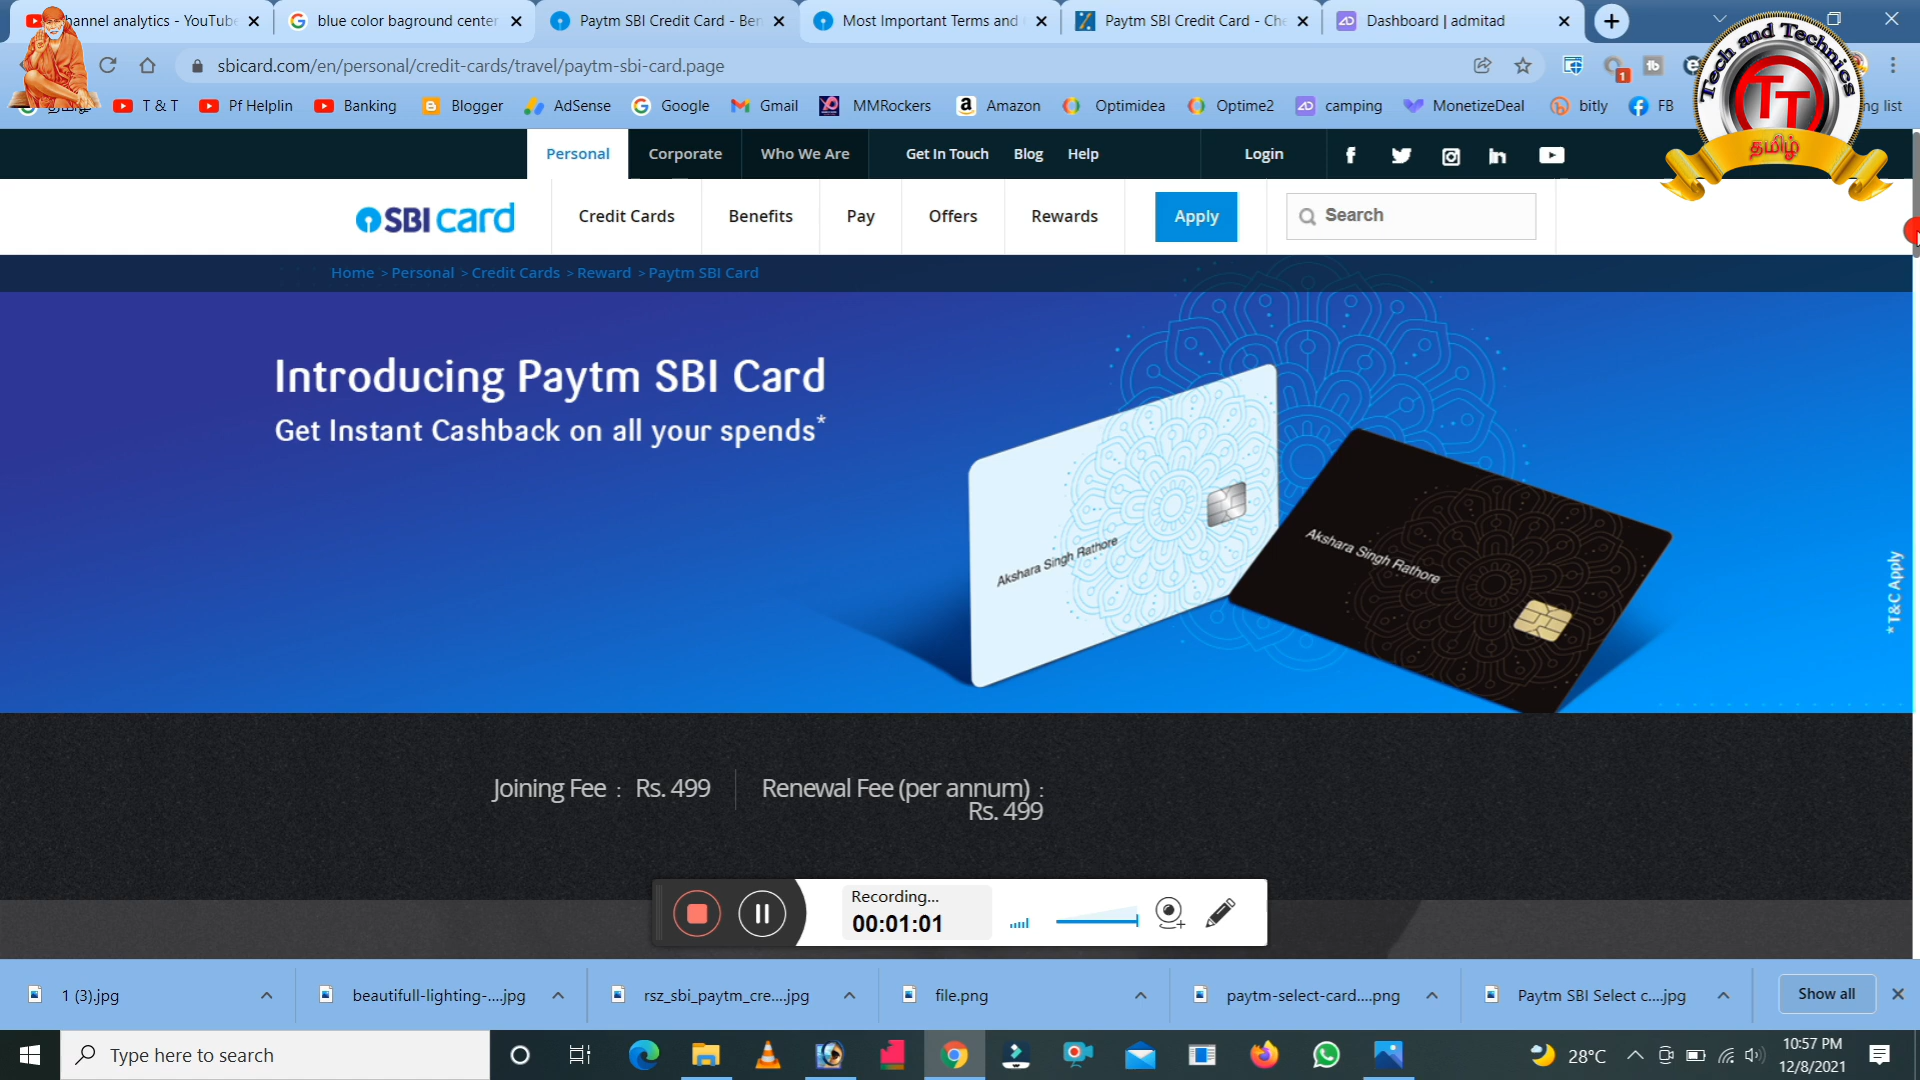 hannel analytics - YouTube
blue color baground center
Paytm SBI Credit Card - Ben
Most Important Terms and
Paytm SBI Credit Card - Che
Dashboard | admitad
sbicard.com/en/personal/credit-cards/travel/paytm-sbi-card.page
1
T & T
Pf Helplin
Banking
Blogger
AdSense
Google
Gmail
MMRockers
Amazon
Optimidea
Optime2
camping
MonetizeDeal
bitly
FB
ng list
Tech and Technics
TT
தமிழ்
Personal
Corporate
Who We Are
Get In Touch
Blog
Help
Login
SBI card
Credit Cards
Benefits
Pay
Offers
Rewards
Apply
Search
Home > Personal > Credit Cards > Reward > Paytm SBI Card
Introducing Paytm SBI Card
Get Instant Cashback on all your spends*
Akshara Singh Rathore
Akshara Singh Rathore
*T&C Apply
Joining Fee : Rs. 499
Renewal Fee (per annum) :
Rs. 499
Recording...
00:01:01
1 (3).jpg
beautifull-lighting-....jpg
rsz_sbi_paytm_cre....jpg
file.png
paytm-select-card....png
Paytm SBI Select c....jpg
Show all
Type here to search
28°C
10:57 PM
12/8/2021